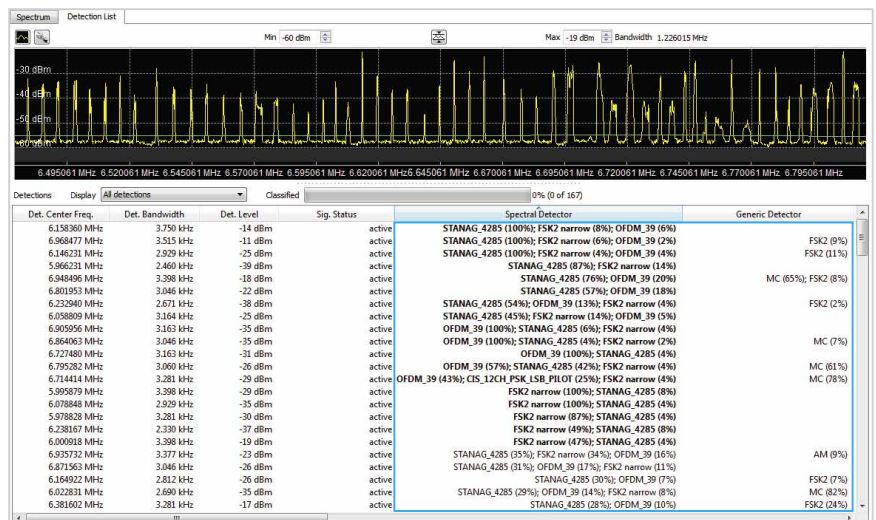 Spectrum Detection List
Min -60 dBm Max -19 dBm Bandwidth 1.226015 MHz
-30 dBm
-40 dBm
-50 dBm
-60 dBm
6.495061 MHz 6.520061 MHz 6.545061 MHz 6.570061 MHz 6.595061 MHz 6.620061 MHz 6.645061 MHz 6.670061 MHz 6.695061 MHz 6.720061 MHz 6.745061 MHz 6.770061 MHz 6.795061 MHz
Detections Display All detections Classified 0% (0 of 167)
Det. Center Freq. Det. Bandwidth Det. Level Sig. Status Spectral Detector Generic Detector
6.158360 MHz 3.750 kHz -14 dBm active STANAG_4285 (100%); FSK2 narrow (8%); OFDM_39 (6%)
6.968477 MHz 3.515 kHz -11 dBm active STANAG_4285 (100%); FSK2 narrow (6%); OFDM_39 (2%) FSK2 (9%)
6.146231 MHz 2.929 kHz -25 dBm active STANAG_4285 (100%); FSK2 narrow (4%); OFDM_39 (4%) FSK2 (11%)
5.966231 MHz 2.460 kHz -39 dBm active STANAG_4285 (87%); FSK2 narrow (14%)
6.948496 MHz 3.398 kHz -18 dBm active STANAG_4285 (76%); OFDM_39 (20%) MC (65%); FSK2 (8%)
6.801953 MHz 3.046 kHz -22 dBm active STANAG_4285 (57%); OFDM_39 (18%)
6.232940 MHz 2.671 kHz -38 dBm active STANAG_4285 (54%); OFDM_39 (13%); FSK2 narrow (4%) FSK2 (2%)
6.058809 MHz 3.164 kHz -25 dBm active STANAG_4285 (45%); FSK2 narrow (14%); OFDM_39 (5%)
6.905956 MHz 3.163 kHz -35 dBm active OFDM_39 (100%); STANAG_4285 (6%); FSK2 narrow (4%)
6.864063 MHz 3.046 kHz -35 dBm active OFDM_39 (100%); STANAG_4285 (4%); FSK2 narrow (2%) MC (7%)
6.727480 MHz 3.163 kHz -31 dBm active OFDM_39 (100%); STANAG_4285 (4%)
6.795282 MHz 3.060 kHz -26 dBm active OFDM_39 (57%); STANAG_4285 (42%); FSK2 narrow (4%) MC (61%)
6.714414 MHz 3.281 kHz -29 dBm active OFDM_39 (43%); CIS_12CH_PSK_LSB_PILOT (25%); FSK2 narrow (4%) MC (78%)
5.995879 MHz 3.398 kHz -29 dBm active FSK2 narrow (100%); STANAG_4285 (8%)
6.078848 MHz 2.929 kHz -35 dBm active FSK2 narrow (100%); STANAG_4285 (4%)
5.978828 MHz 3.281 kHz -30 dBm active FSK2 narrow (87%); STANAG_4285 (4%)
6.238167 MHz 2.330 kHz -37 dBm active FSK2 narrow (49%); STANAG_4285 (8%)
6.000918 MHz 3.398 kHz -19 dBm active FSK2 narrow (47%); STANAG_4285 (4%)
6.935732 MHz 3.377 kHz -23 dBm active STANAG_4285 (35%); FSK2 narrow (34%); OFDM_39 (16%) AM (9%)
6.871563 MHz 3.046 kHz -26 dBm active STANAG_4285 (31%); OFDM_39 (17%); FSK2 narrow (11%)
6.164922 MHz 2.812 kHz -26 dBm active STANAG_4285 (30%); OFDM_39 (7%) FSK2 (7%)
6.022831 MHz 2.690 kHz -35 dBm active STANAG_4285 (29%); OFDM_39 (14%); FSK2 narrow (8%) MC (82%)
6.381602 MHz 3.281 kHz -17 dBm active STANAG_4285 (28%); OFDM_39 (10%) FSK2 (24%)